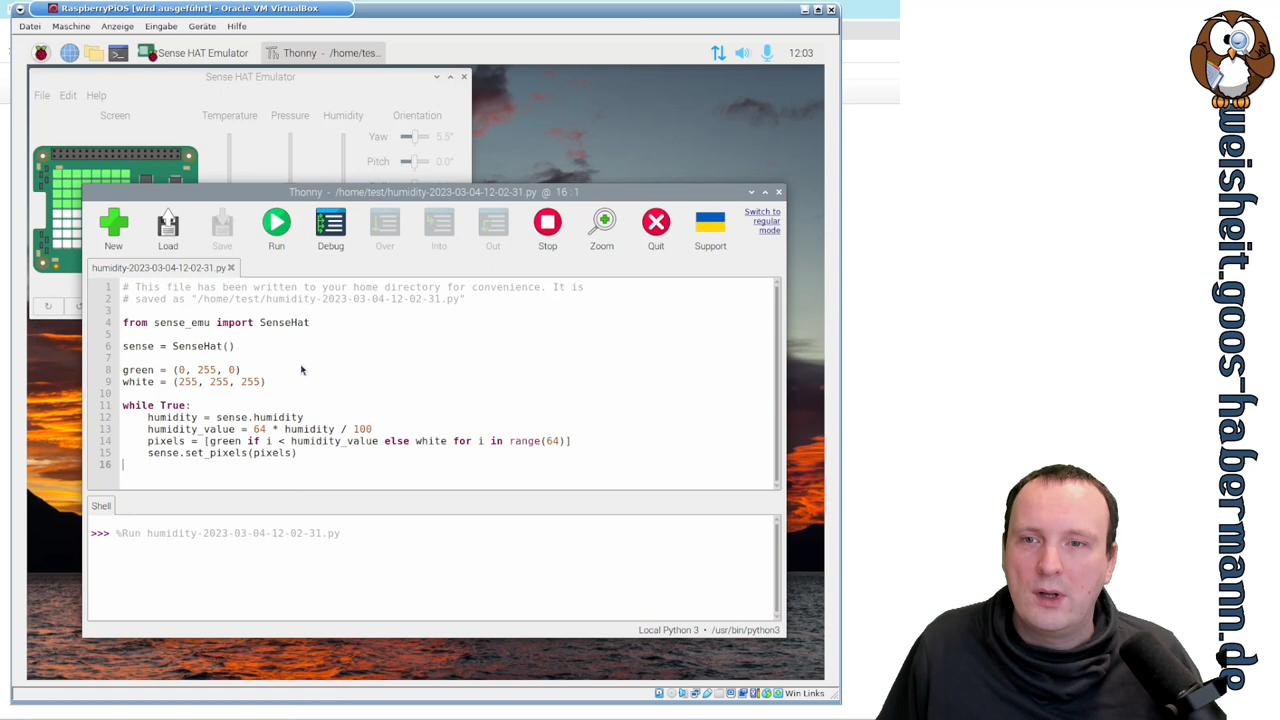 RaspberryPiOS [wird ausgeführt] - Oracle VM VirtualBox
Datei Maschine Anzeige Eingabe Geräte Hilfe
Sense HAT Emulator
Thonny - /home/tes...
12:03
Sense HAT Emulator
File Edit Help
Screen Temperature Pressure Humidity Orientation
Yaw 5.5°
Pitch 0.0°
Thonny - /home/test/humidity-2023-03-04-12-02-31.py @ 16 : 1
New Load Save Run Debug Over Into Out Stop Zoom Quit Support
Switch to
regular
mode
humidity-2023-03-04-12-02-31.py
1 # This file has been written to your home directory for convenience. It is
2 # saved as "/home/test/humidity-2023-03-04-12-02-31.py"
3
4 from sense_emu import SenseHat
5
6 sense = SenseHat()
7
8 green = (0, 255, 0)
9 white = (255, 255, 255)
10
11 while True:
12 humidity = sense.humidity
13 humidity_value = 64 * humidity / 100
14 pixels = [green if i < humidity_value else white for i in range(64)]
15 sense.set_pixels(pixels)
16
Shell
>>> %Run humidity-2023-03-04-12-02-31.py
Local Python 3 • /usr/bin/python3
Win Links
weisheit.goos-habermann.de